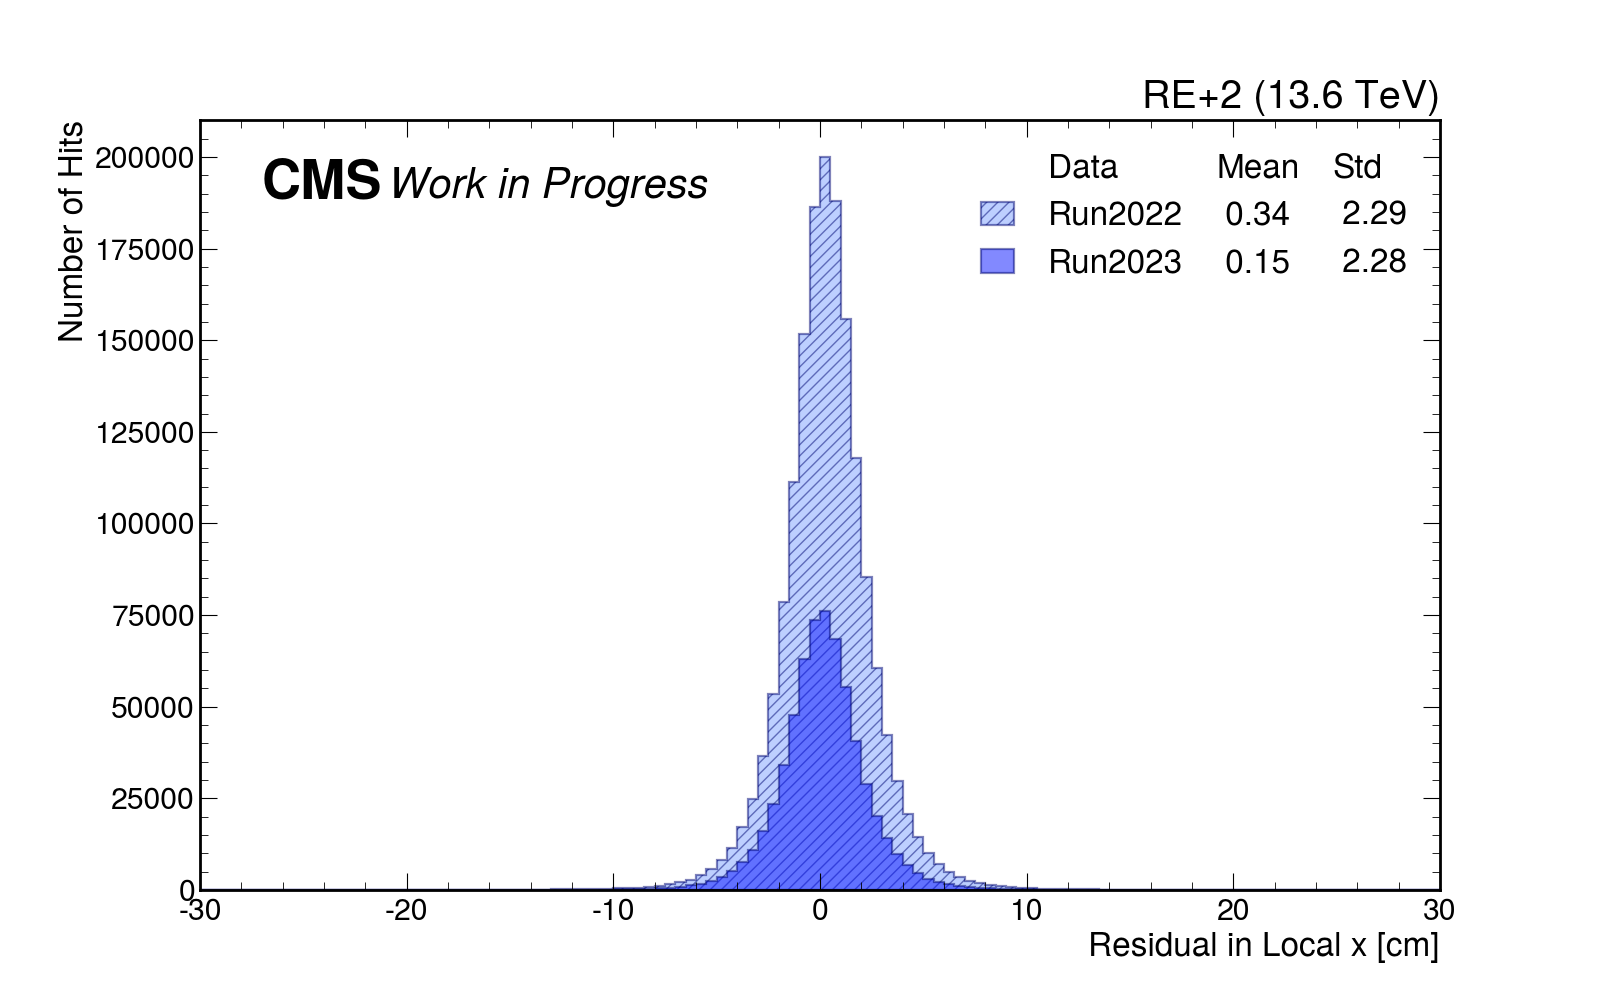 RE+2 (13.6 TeV)
Number of Hits
CMS Work in Progress
Data Mean Std
Run2022 0.34 2.29
Run2023 0.15 2.28
200000
175000
150000
125000
100000
75000
50000
25000
0
-30 -20 -10 0 10 20 30
Residual in Local x [cm]